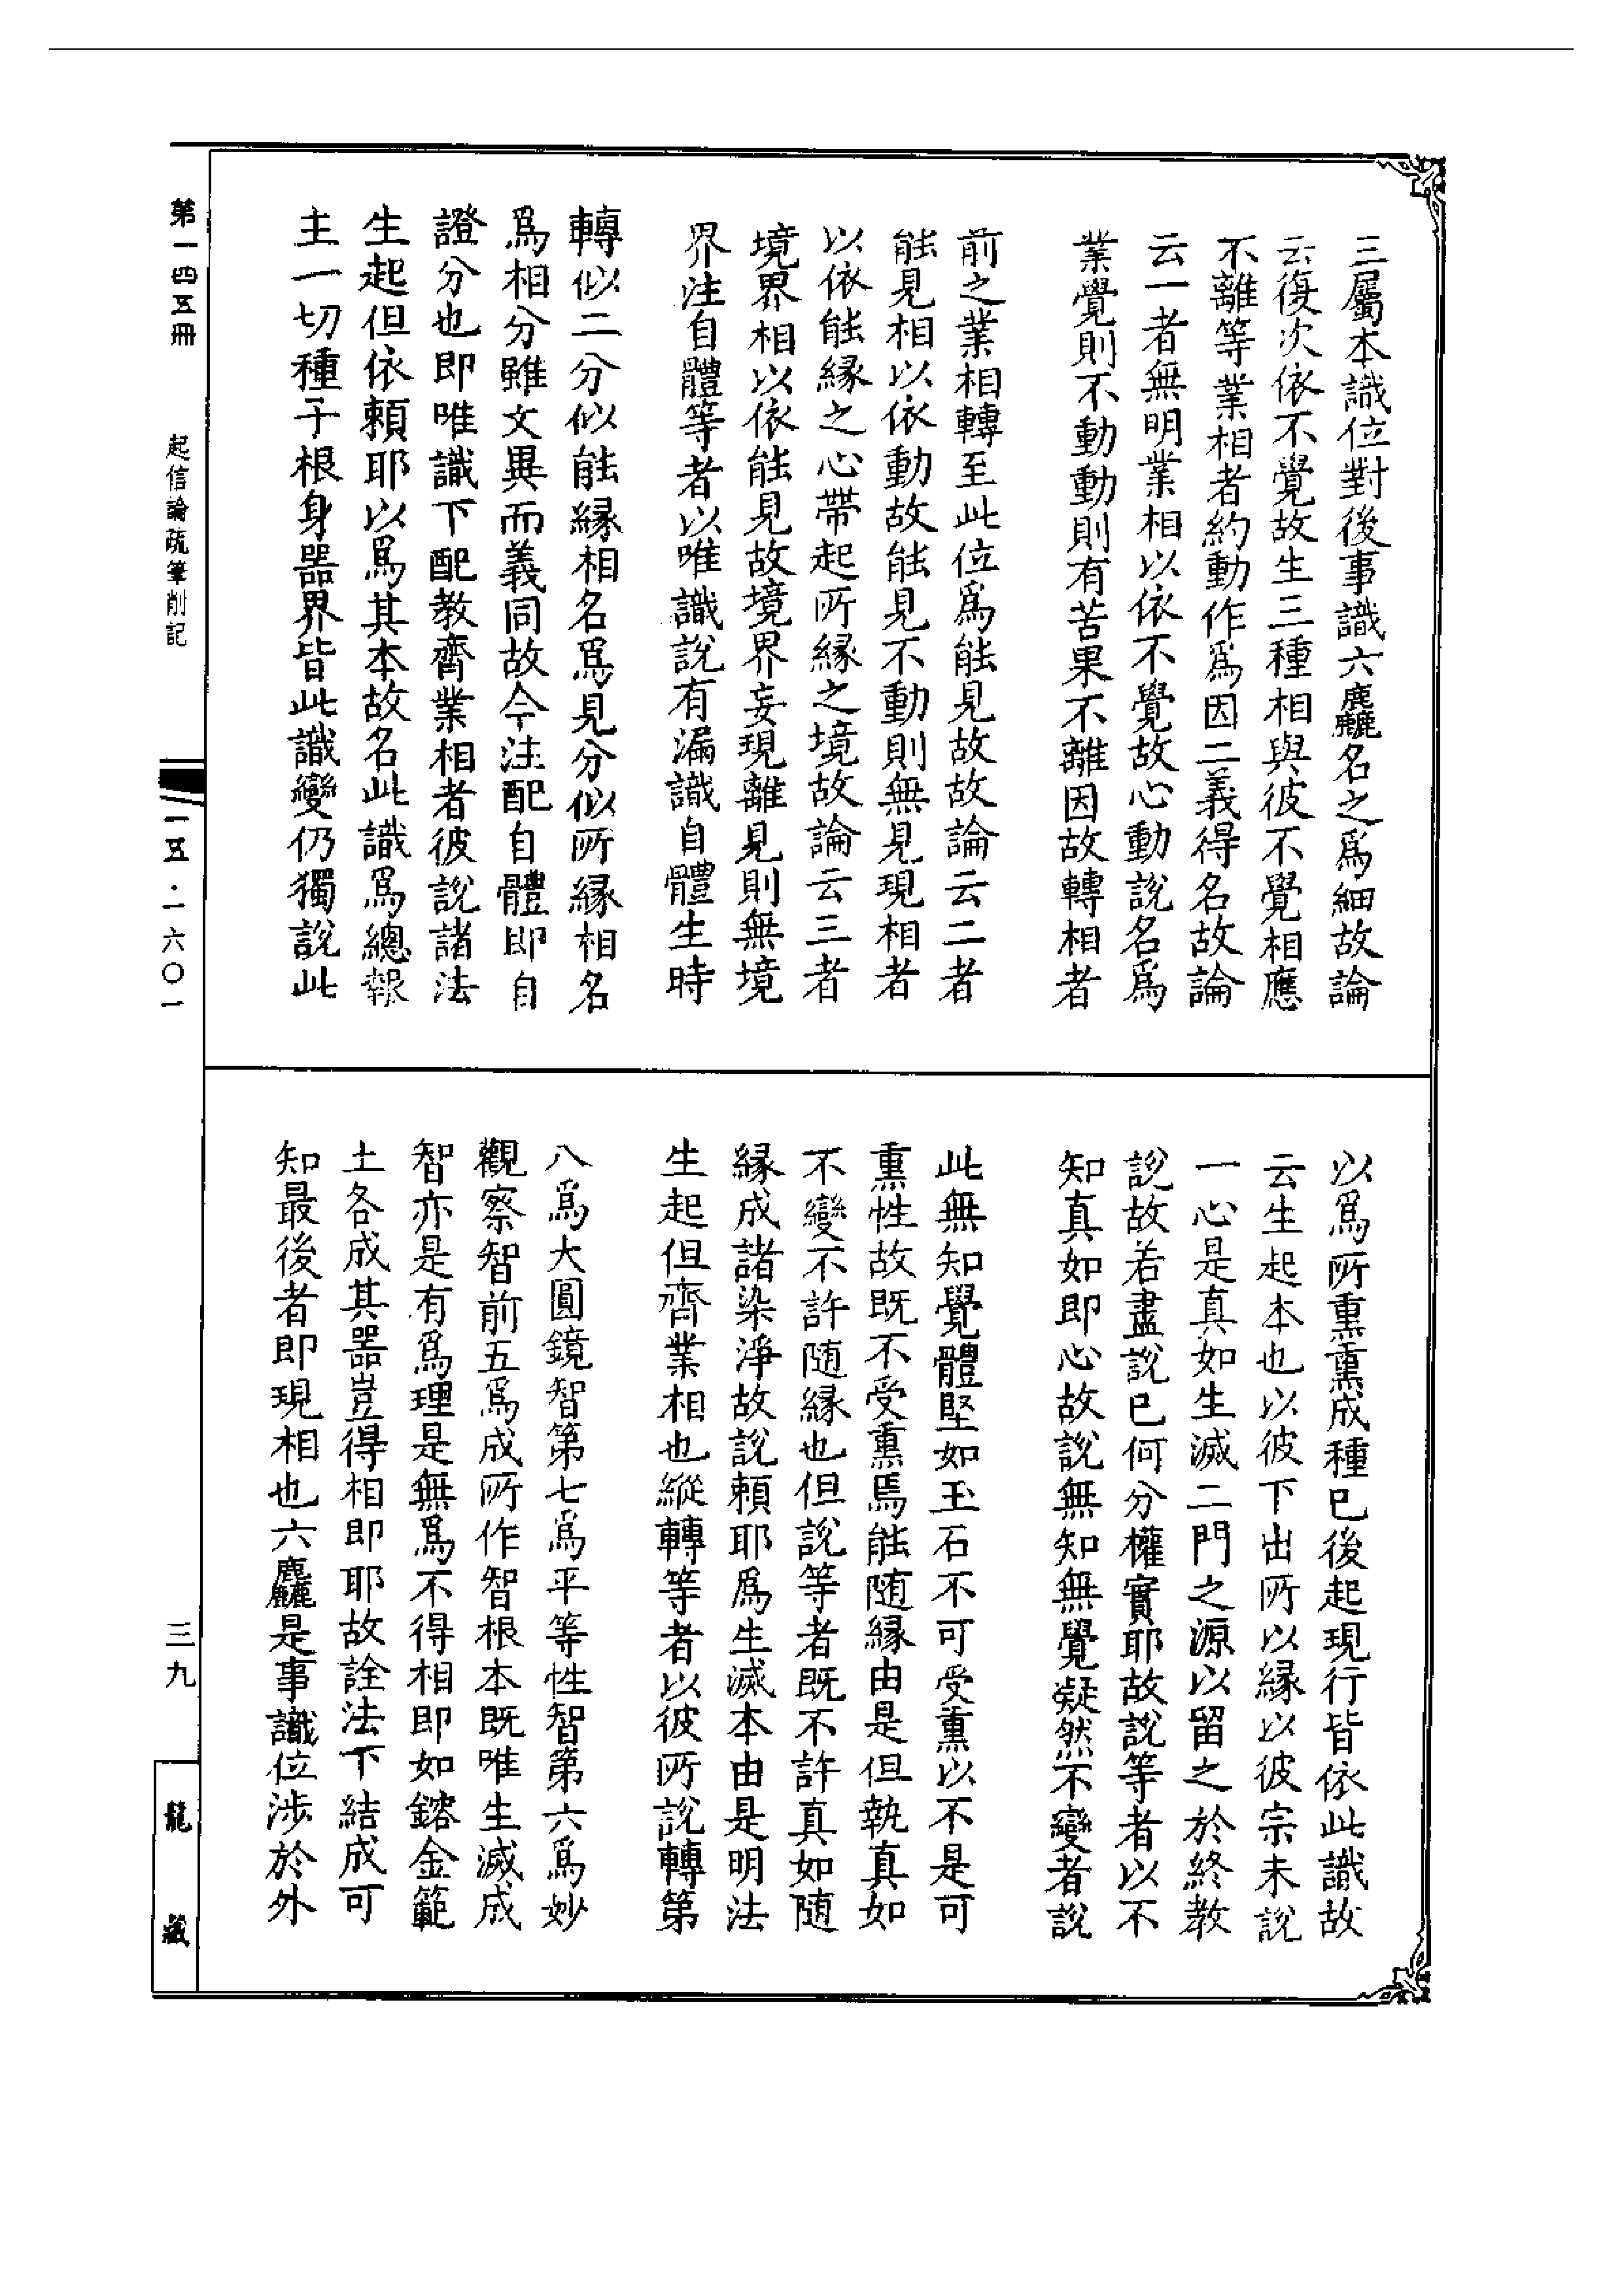 三屬本識位對後事識六麤名之爲細故論
云復次依不覺故生三種相與彼不覺相應
不離等業相者約動作爲因二義得名故論
云一者無明業相以依不覺故心動說名爲
業覺則不動動則有苦果不離因故轉相者
前之業相轉至此位爲能見故故論云二者
能見相以依動故能見不動則無見現相者
以依能緣之心帶起所緣之境故論云三者
境界相以依能見故境界妄現離見則無境
界注自體等者以唯識說有漏識自體生時
轉似二分似能緣相名爲見分似所緣相名
爲相分雖文異而義同故今注配自體即自
證分也即唯識下配教齊業相者彼說諸法
生起但依賴耶以爲其本故名此識爲總報
主一切種子根身器界皆此識變仍獨說此
以爲所熏熏成種已後起現行皆依此識故
云生起本也以彼下出所以緣以彼宗未說
一心是真如生滅二門之源以留之於終教
說故若盡說已何分權實耶故說等者以不
知真如即心故說無知無覺凝然不變者說
此無知覺體堅如玉石不可受熏以不是可
熏性故既不受熏焉能随緣由是但執真如
不變不許随緣也但說等者既不許真如随
緣成諸染淨故說賴耶爲生滅本由是明法
生起但齊業相也縱轉等者以彼所說轉第
八爲大圓鏡智第七爲平等性智第六爲妙
觀察智前五爲成所作智根本既唯生滅成
智亦是有爲理是無爲不得相即如鎔金範
土各成其器豈得相即耶故詮法下結成可
知最後者即現相也六麤是事識位涉於外
第一四五冊
起信論疏筆削記
一五·一六〇一
三九
龍藏